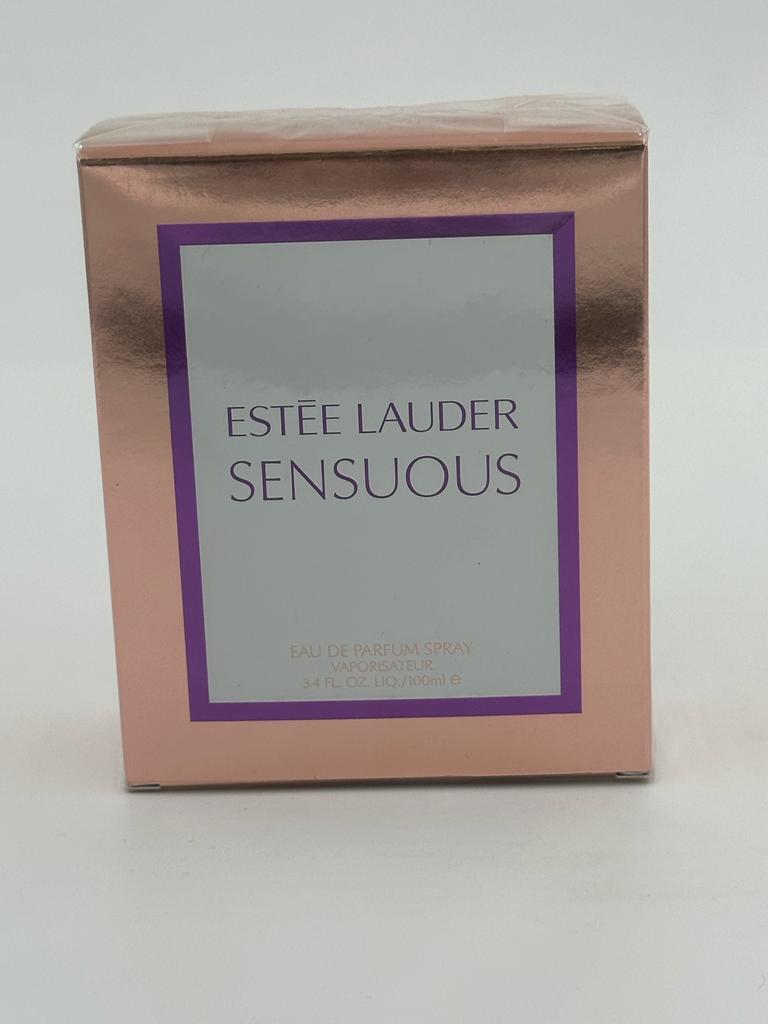 ESTĒE LAUDER
SENSUOUS
EAU DE PARFUM SPRAY
VAPORISATEUR
3.4 FL. OZ. LIQ./100ml ℮